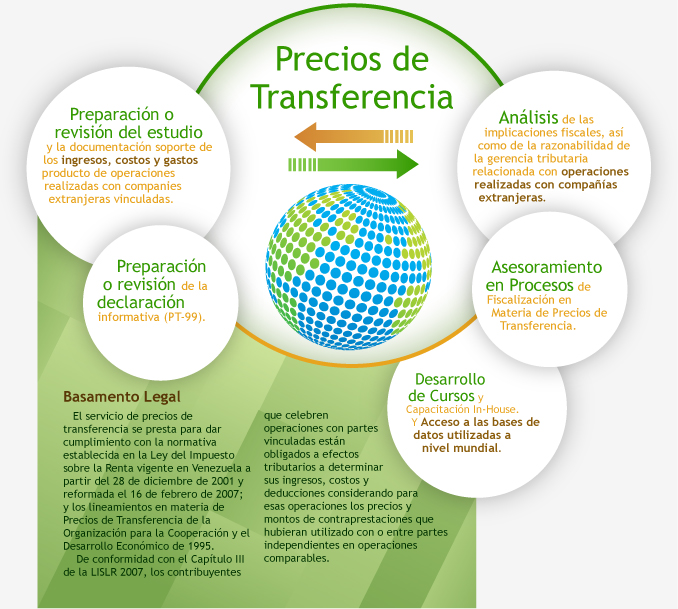 Precios de
Transferencia
Preparación o
revisión del estudio
y la documentación soporte de
los ingresos, costos y gastos
producto de operaciones
realizadas con companies
extranjeras vinculadas.
Preparación
o revisión de la
declaración
informativa (PT-99).
Análisis de las
implicaciones fiscales, así
como de la razonabilidad de
la gerencia tributaria
relacionada con operaciones
realizadas con compañías
extranjeras.
Asesoramiento
en Procesos de
Fiscalización en
Materia de Precios de
Transferencia.
Desarrollo
de Cursos y
Capacitación In-House.
Y Acceso a las bases de
datos utilizadas a
nivel mundial.
Basamento Legal
El servicio de precios de
transferencia se presta para dar
cumplimiento con la normativa
establecida en la Ley del Impuesto
sobre la Renta vigente en Venezuela a
partir del 28 de diciembre de 2001 y
reformada el 16 de febrero de 2007;
y los lineamientos en materia de
Precios de Transferencia de la
Organización para la Cooperación y el
Desarrollo Económico de 1995.
De conformidad con el Capítulo III
de la LISLR 2007, los contribuyentes
que celebren
operaciones con partes
vinculadas están
obligados a efectos
tributarios a determinar
sus ingresos, costos y
deducciones considerando para
esas operaciones los precios y
montos de contraprestaciones que
hubieran utilizado con o entre partes
independientes en operaciones
comparables.